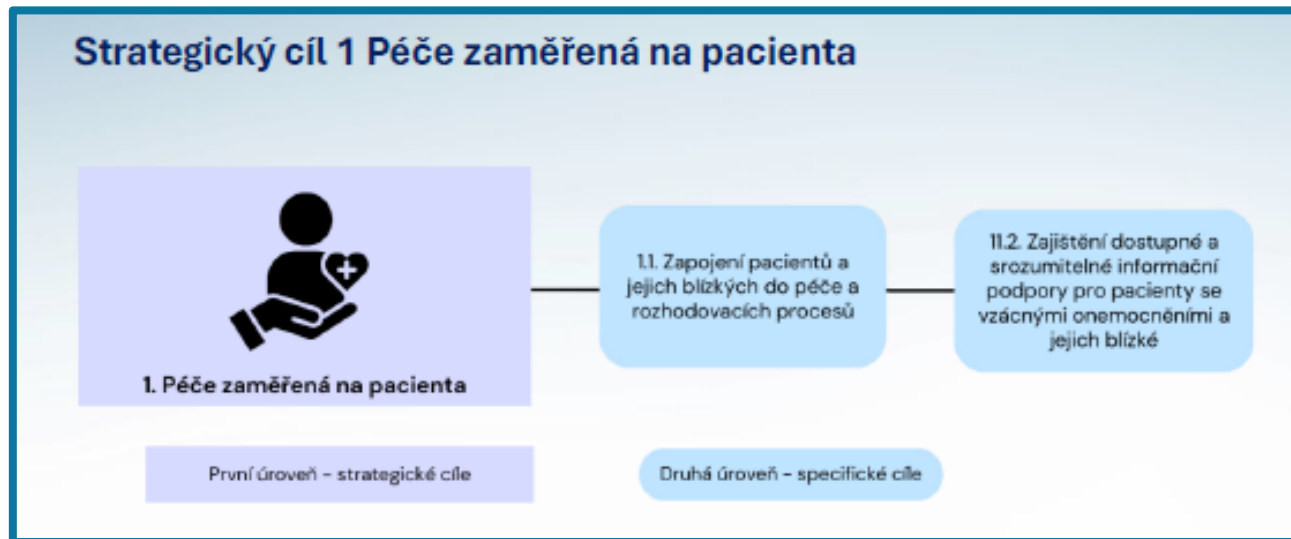 Strategický cíl 1 Péče zaměřená na pacienta
1. Péče zaměřená na pacienta
1.1. Zapojení pacientů a
jejich blízkých do péče a
rozhodovacích procesů
11.2. Zajištění dostupné a
srozumitelné informační
podpory pro pacienty se
vzácnými onemocněními a
jejich blízké
První úroveň – strategické cíle
Druhá úroveň – specifické cíle